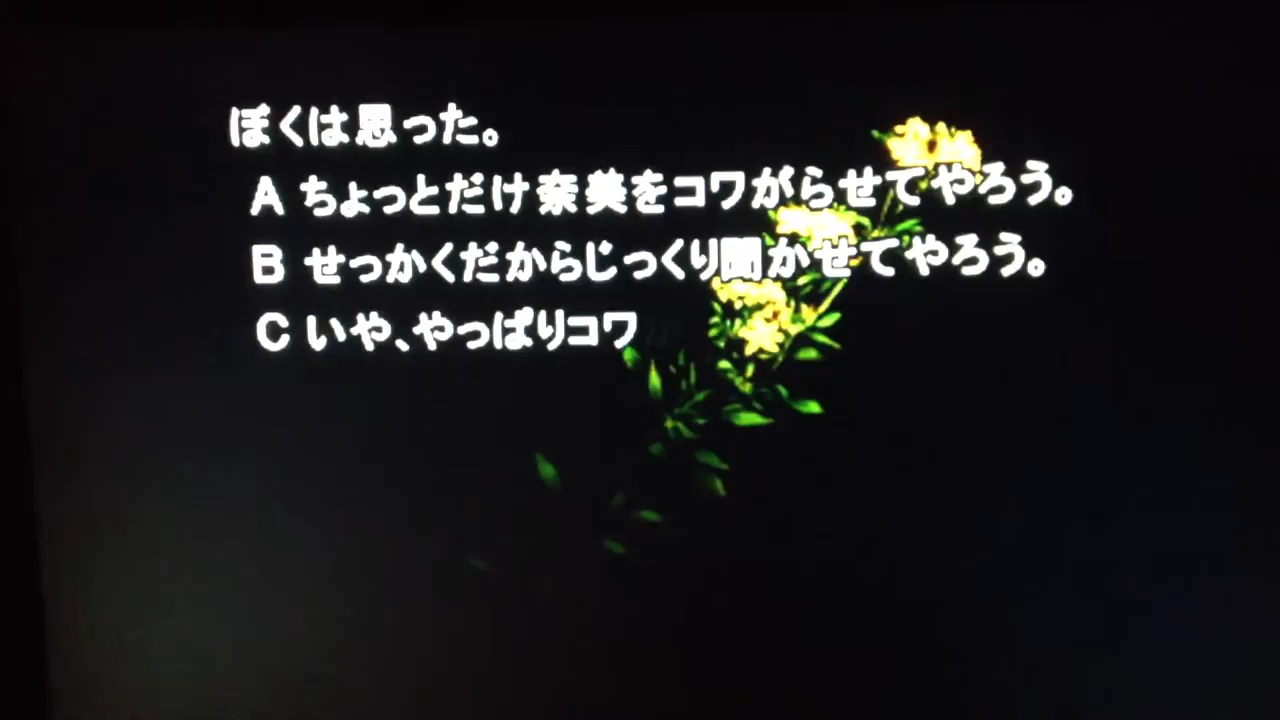 ぼくは思った。
A ちょっとだけ奈美をコワがらせてやろう。
B せっかくだからじっくり聞かせてやろう。
C いや、やっぱりコワ